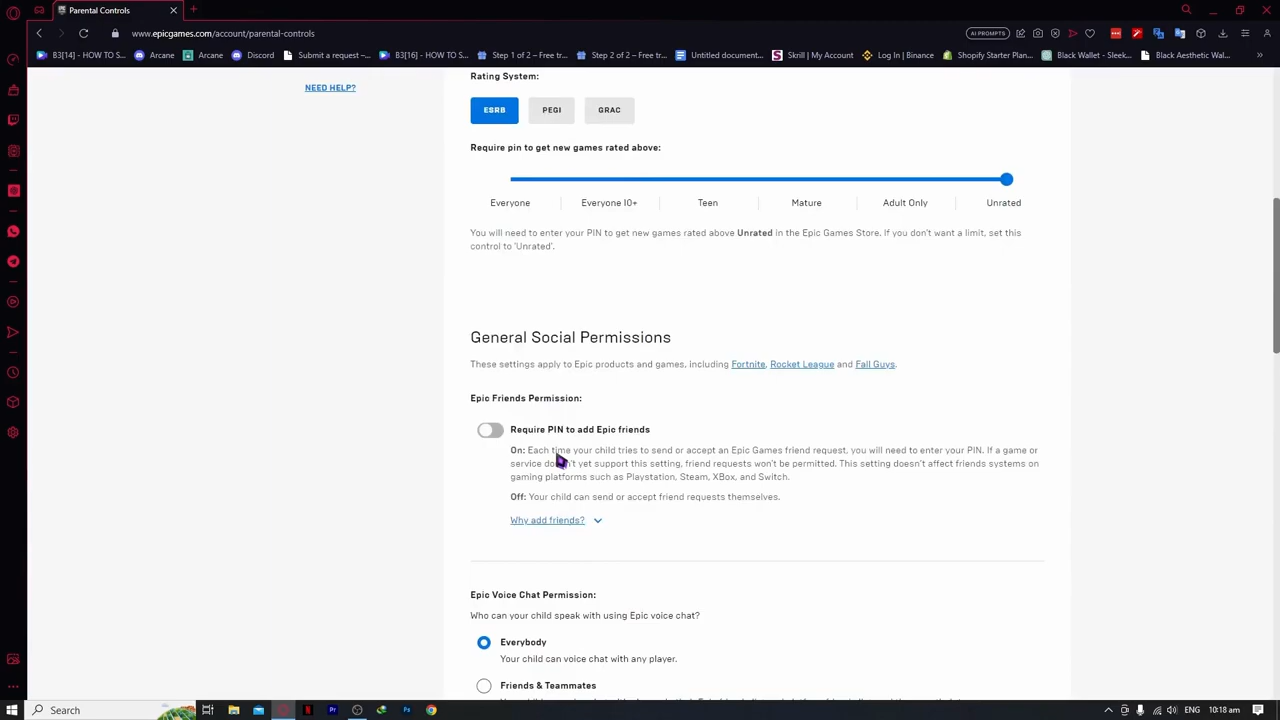 Parental Controls
www.epicgames.com/account/parental-controls
AI PROMPTS
B3[14] - HOW TO S...
Arcane
Arcane
Discord
Submit a request –...
B3[16] - HOW TO S...
Step 1 of 2 – Free tr...
Step 2 of 2 – Free tr...
Untitled document...
Skrill | My Account
Log In | Binance
Shopify Starter Plan...
Black Wallet - Sleek...
Black Aesthetic Wal...
NEED HELP?
Rating System:
ESRB
PEGI
GRAC
Require pin to get new games rated above:
Everyone
Everyone 10+
Teen
Mature
Adult Only
Unrated
You will need to enter your PIN to get new games rated above Unrated in the Epic Games Store. If you don't want a limit, set this
control to 'Unrated'.
General Social Permissions
These settings apply to Epic products and games, including Fortnite, Rocket League and Fall Guys.
Epic Friends Permission:
Require PIN to add Epic friends
On: Each time your child tries to send or accept an Epic Games friend request, you will need to enter your PIN. If a game or
service doesn't yet support this setting, friend requests won't be permitted. This setting doesn't affect friends systems on
gaming platforms such as Playstation, Steam, XBox, and Switch.
Off: Your child can send or accept friend requests themselves.
Why add friends?
Epic Voice Chat Permission:
Who can your child speak with using Epic voice chat?
Everybody
Your child can voice chat with any player.
Friends & Teammates
Search
ENG
10:18 am